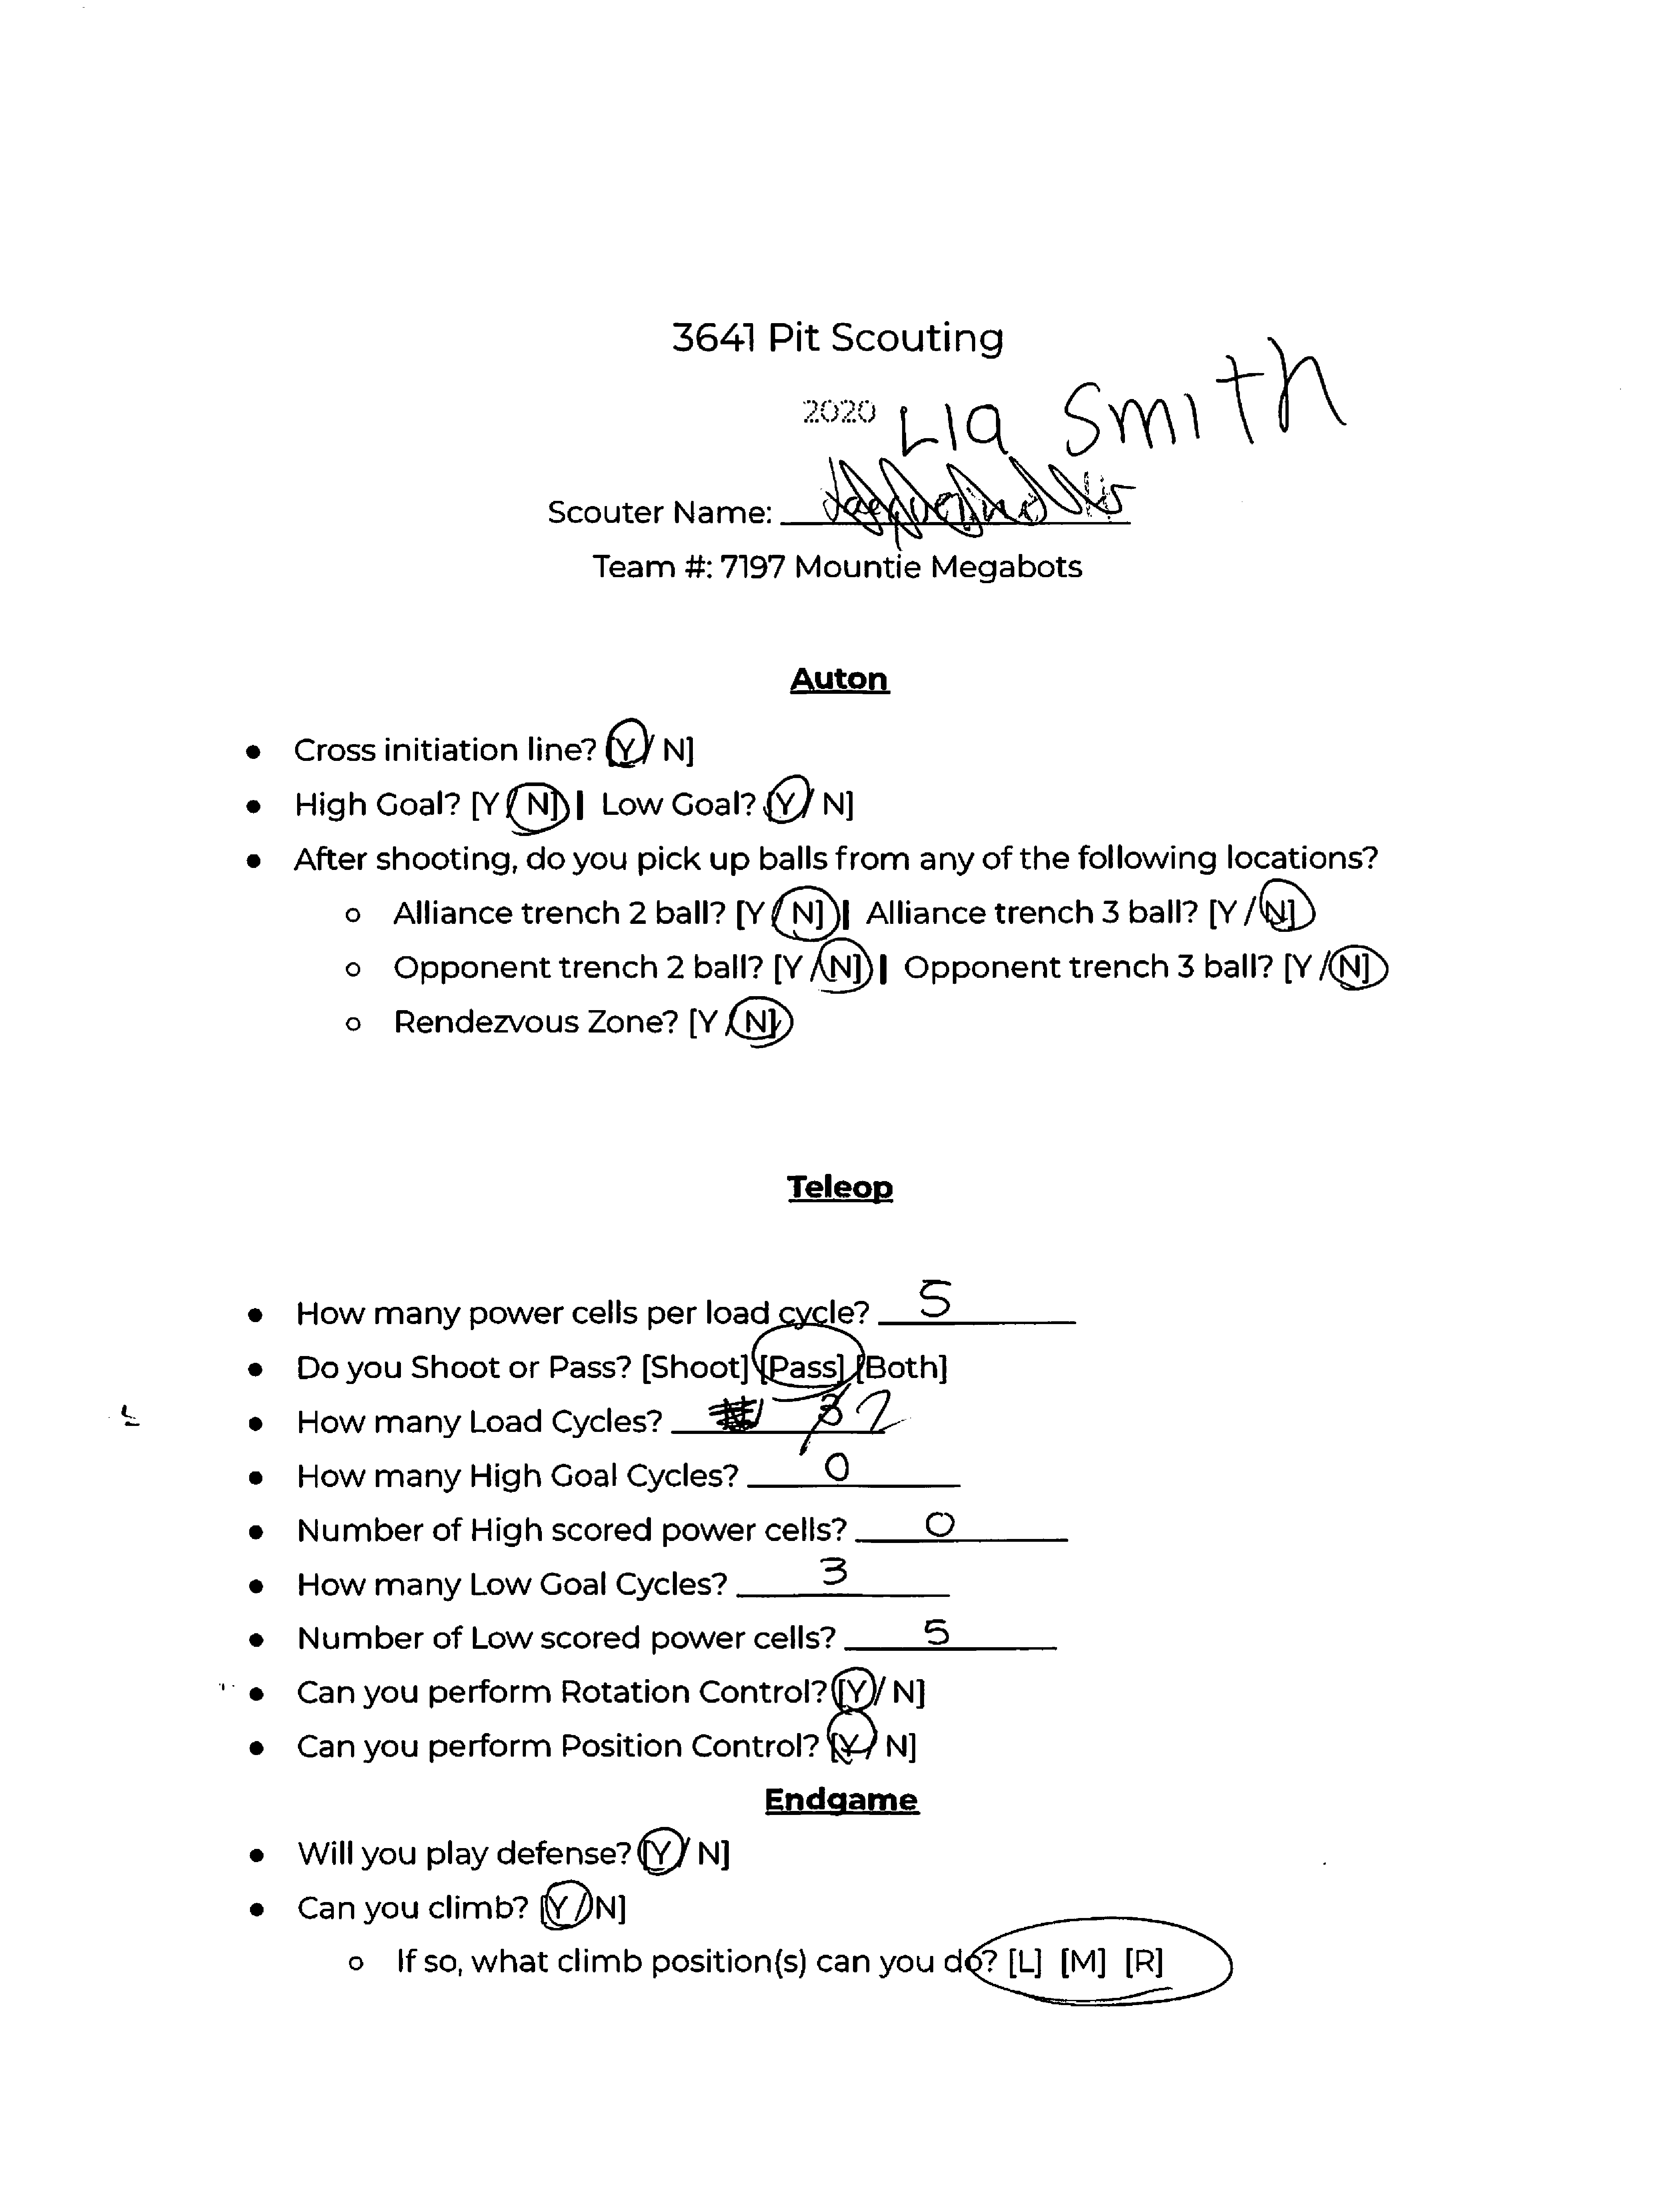 3641 Pit Scouting
2020 Lia Smith
Scouter Name:
Team #: 7197 Mountie Megabots
Auton
● Cross initiation line? [Y / N]
● High Goal? [Y / N] | Low Goal? [Y / N]
● After shooting, do you pick up balls from any of the following locations?
○ Alliance trench 2 ball? [Y / N] | Alliance trench 3 ball? [Y / N]
○ Opponent trench 2 ball? [Y / N] | Opponent trench 3 ball? [Y / N]
○ Rendezvous Zone? [Y / N]
Teleop
● How many power cells per load cycle? 5
● Do you Shoot or Pass? [Shoot] [Pass] [Both]
● How many Load Cycles? 3 2
● How many High Goal Cycles? 0
● Number of High scored power cells? 0
● How many Low Goal Cycles? 3
● Number of Low scored power cells? 5
● Can you perform Rotation Control? [Y / N]
● Can you perform Position Control? [Y / N]
Endgame
● Will you play defense? [Y / N]
● Can you climb? [Y / N]
○ If so, what climb position(s) can you do? [L] [M] [R]